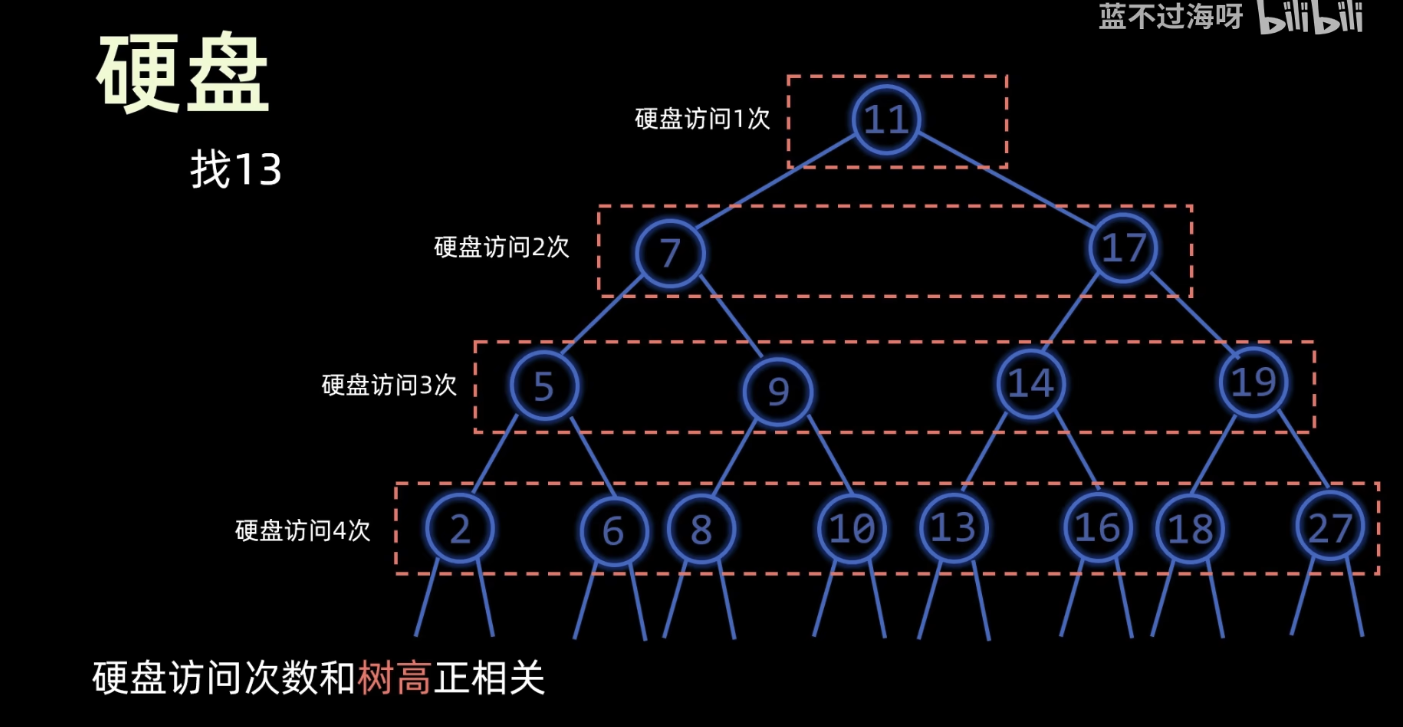 蓝不过海呀 bilibili
硬盘
找13
硬盘访问1次
11
硬盘访问2次
7 17
硬盘访问3次
5 9 14 19
硬盘访问4次
2 6 8 10 13 16 18 27
硬盘访问次数和树高正相关